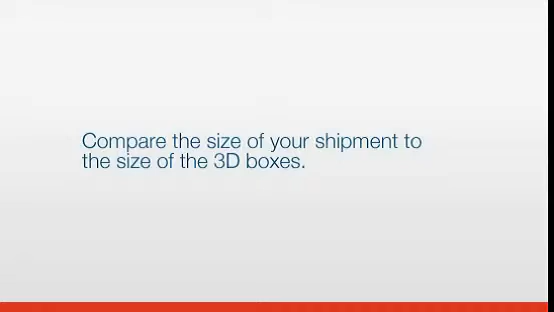 Compare the size of your shipment to
the size of the 3D boxes.